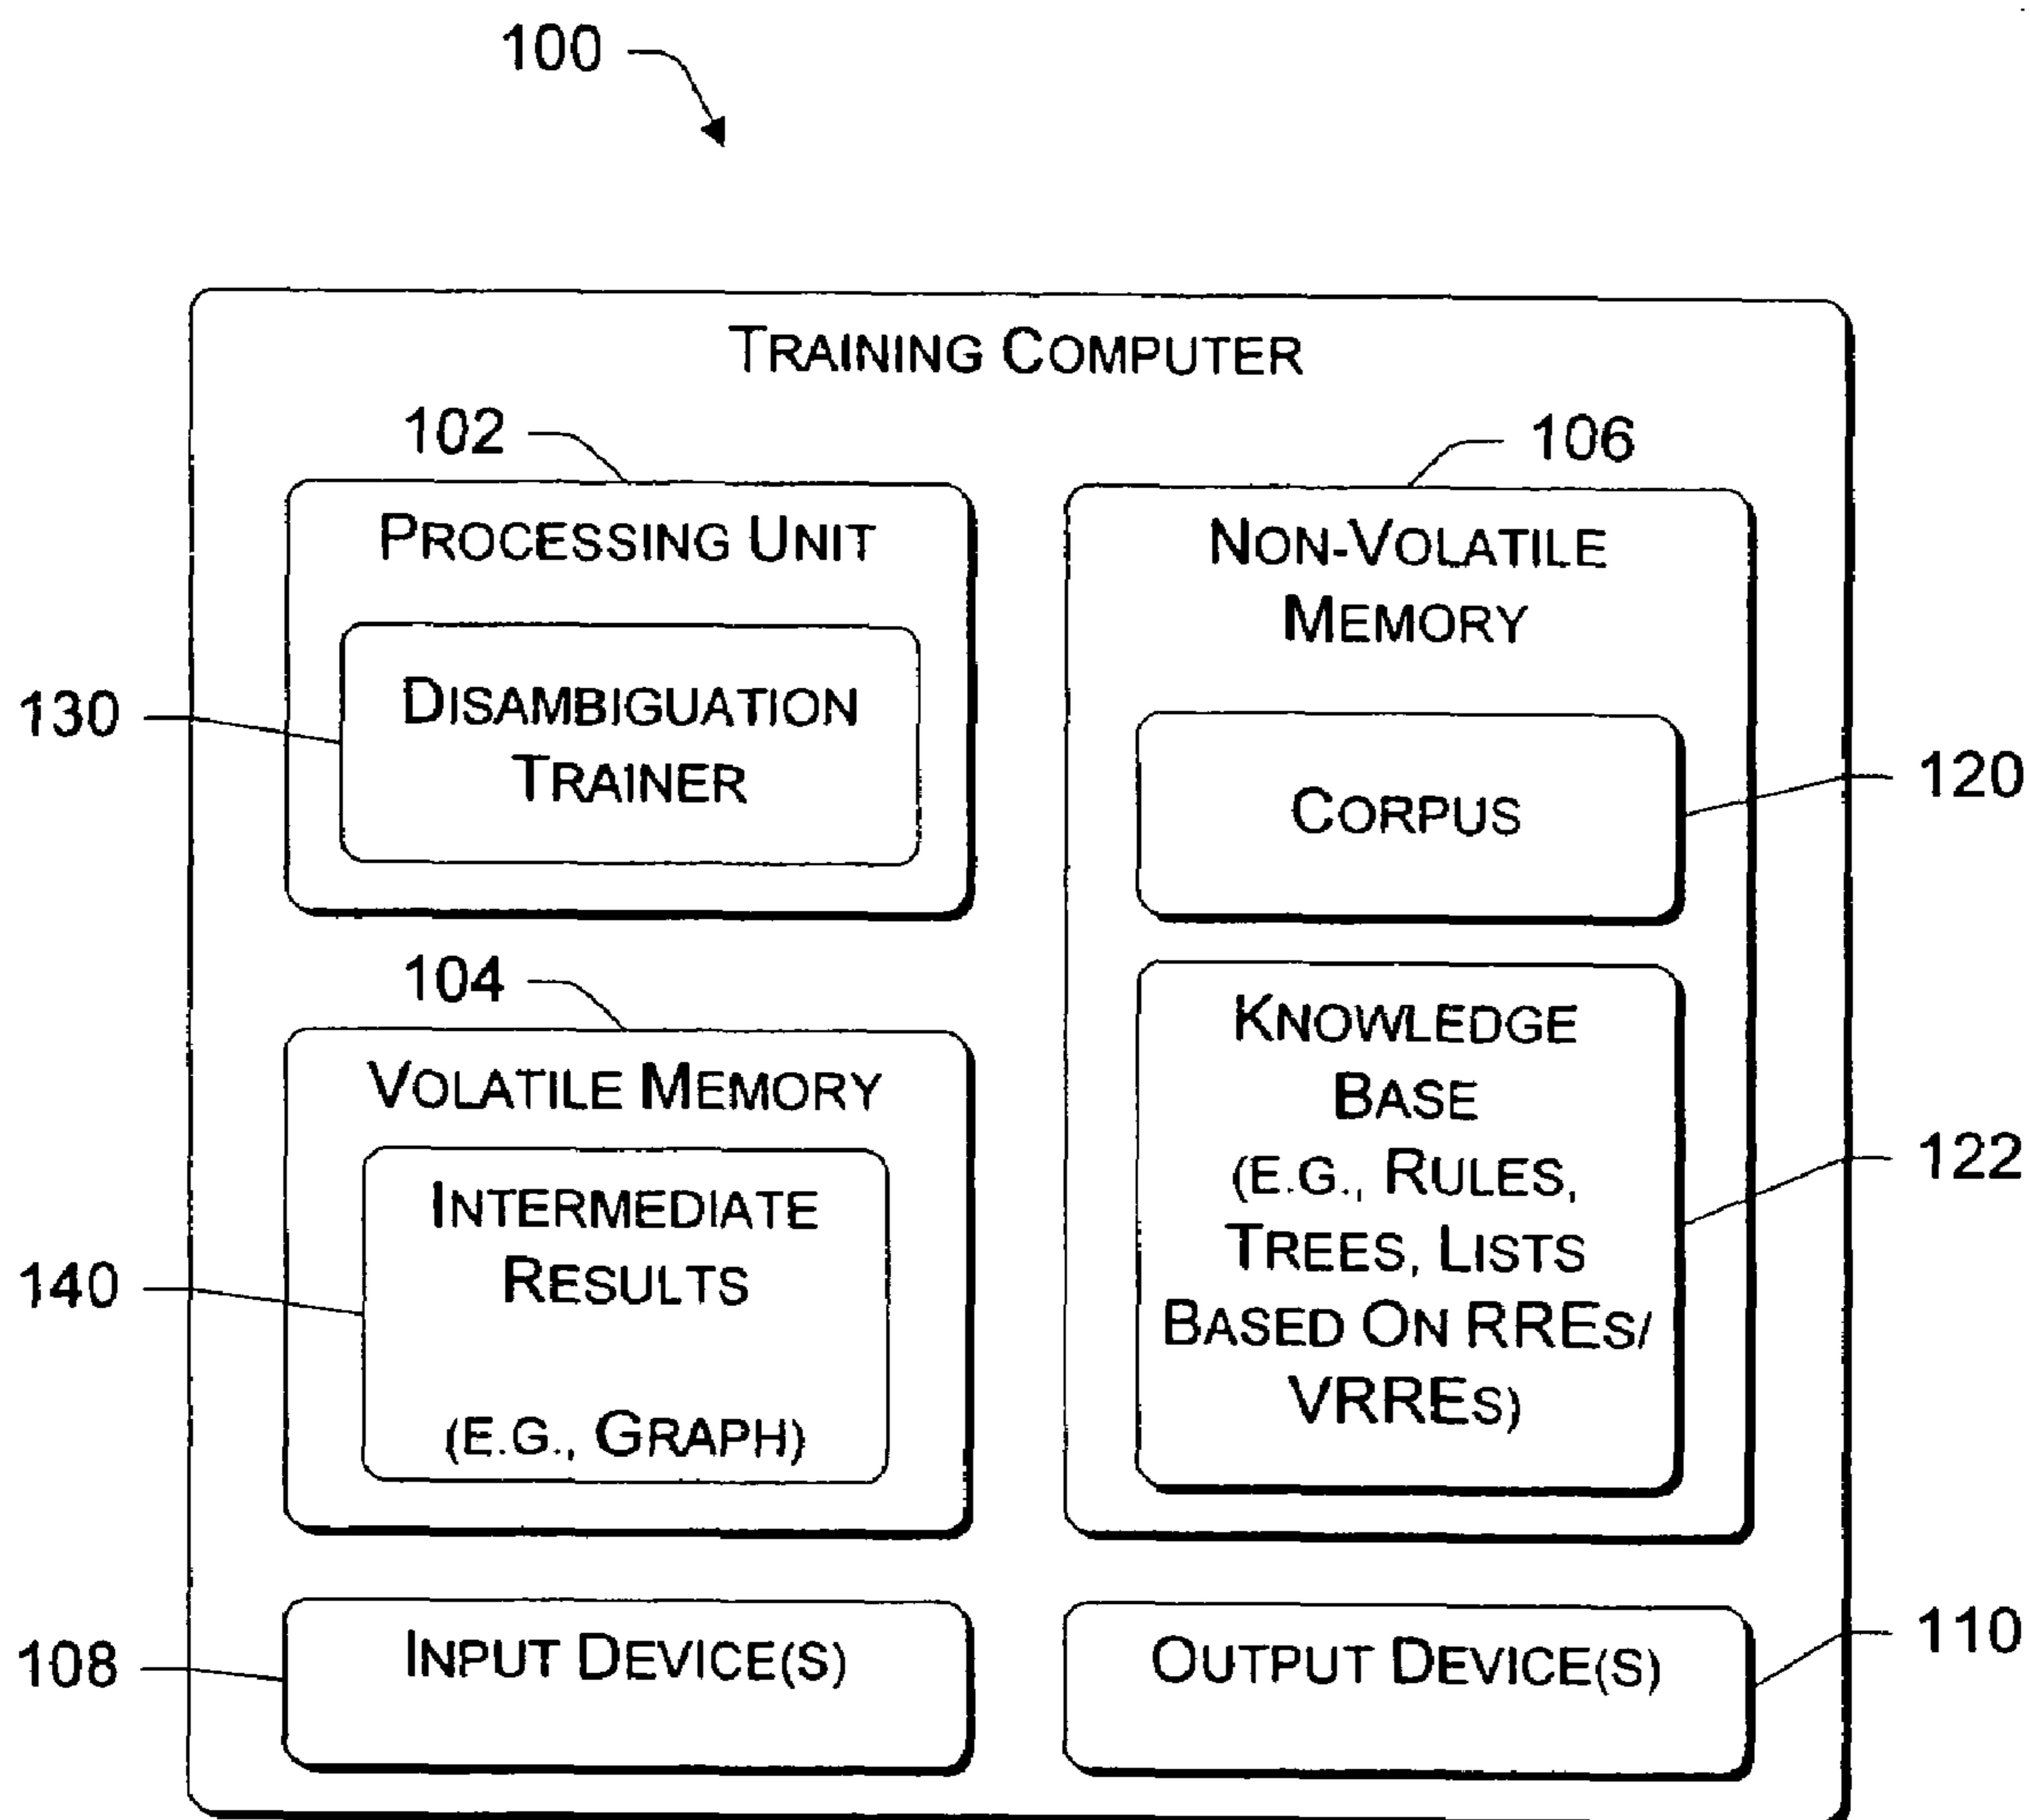 100
TRAINING COMPUTER
102
PROCESSING UNIT
130
DISAMBIGUATION
TRAINER
104
VOLATILE MEMORY
140
INTERMEDIATE
RESULTS
(E.G., GRAPH)
106
NON-VOLATILE
MEMORY
120
CORPUS
122
KNOWLEDGE
BASE
(E.G., RULES,
TREES, LISTS
BASED ON RRES/
VRRES)
108
INPUT DEVICE(S)
110
OUTPUT DEVICE(S)